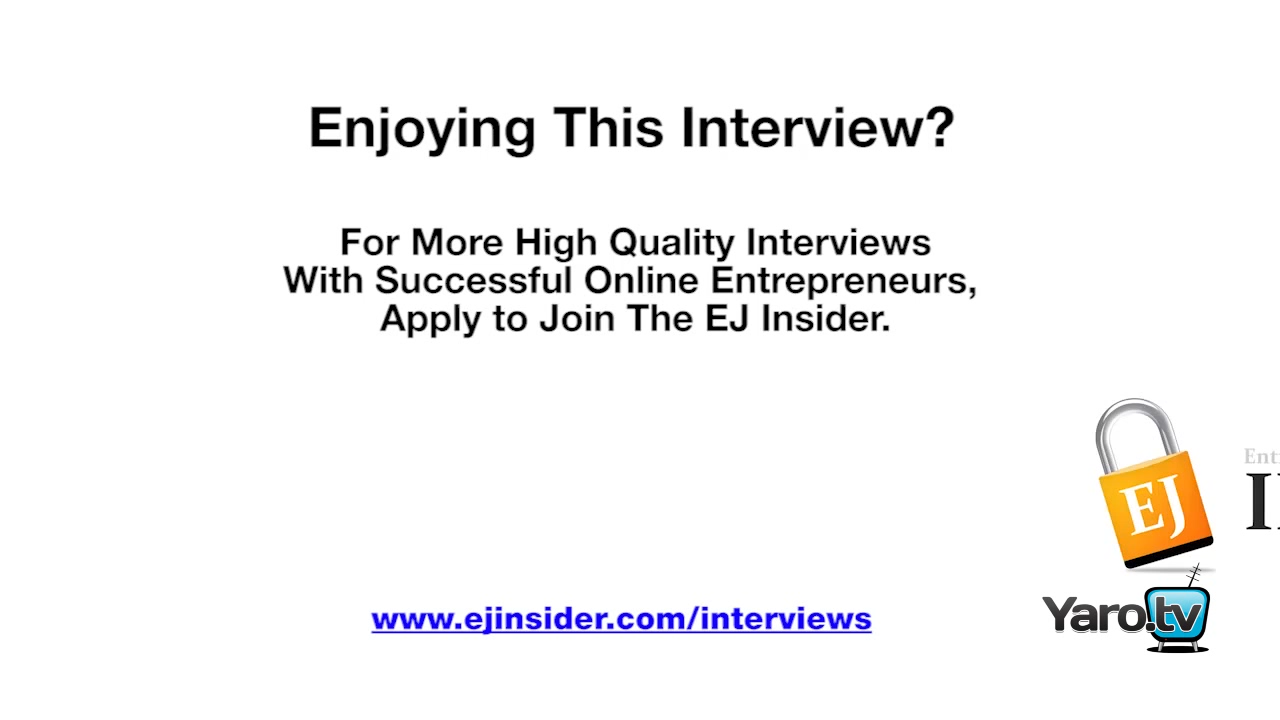 Enjoying This Interview?
For More High Quality Interviews
With Successful Online Entrepreneurs,
Apply to Join The EJ Insider.
EJ
www.ejinsider.com/interviews
Yaro.tv